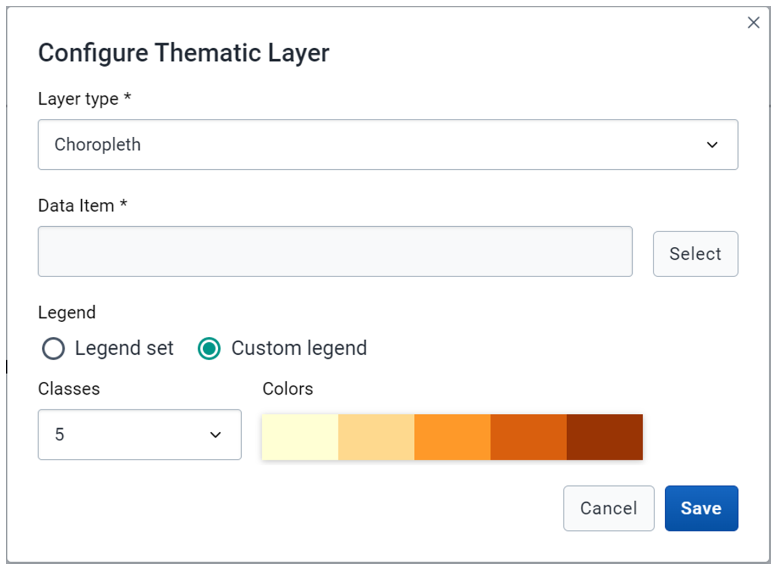 Configure Thematic Layer
Layer type *
Choropleth
Data Item *
Select
Legend
Legend set Custom legend
Classes Colors
5
Cancel Save